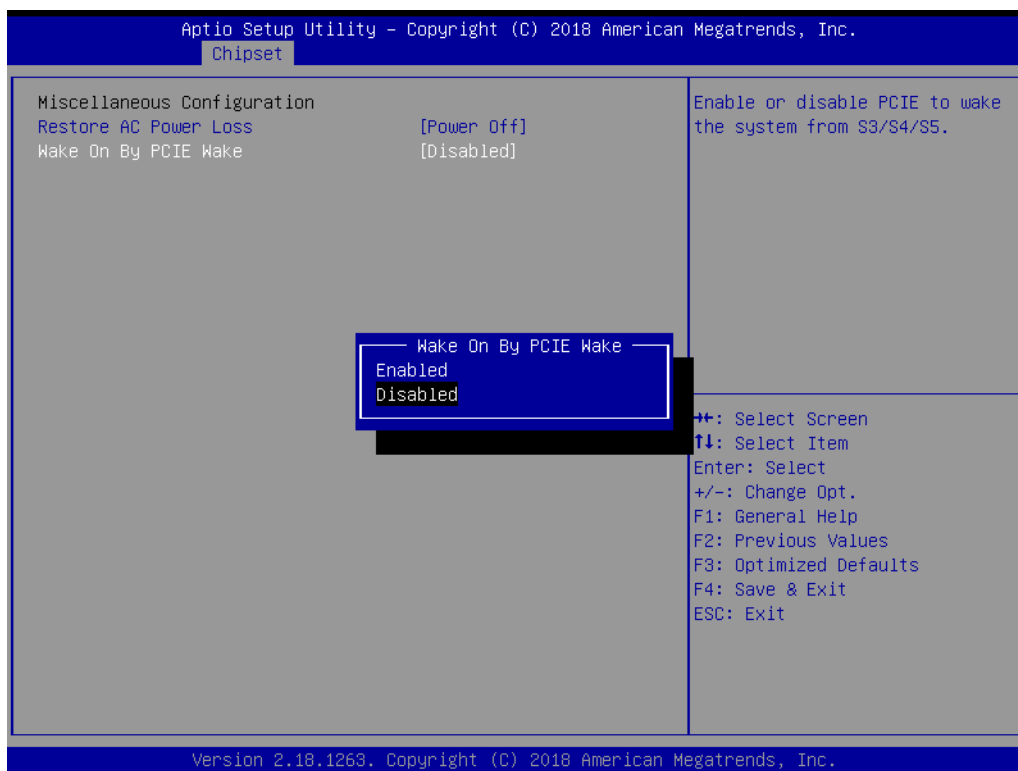 Aptio Setup Utility – Copyright (C) 2018 American Megatrends, Inc.
Chipset
Miscellaneous Configuration
Restore AC Power Loss [Power Off]
Wake On By PCIE Wake [Disabled]
Enable or disable PCIE to wake
the system from S3/S4/S5.
Wake On By PCIE Wake
Enabled
Disabled
→←: Select Screen
↑↓: Select Item
Enter: Select
+/-: Change Opt.
F1: General Help
F2: Previous Values
F3: Optimized Defaults
F4: Save & Exit
ESC: Exit
Version 2.18.1263. Copyright (C) 2018 American Megatrends, Inc.